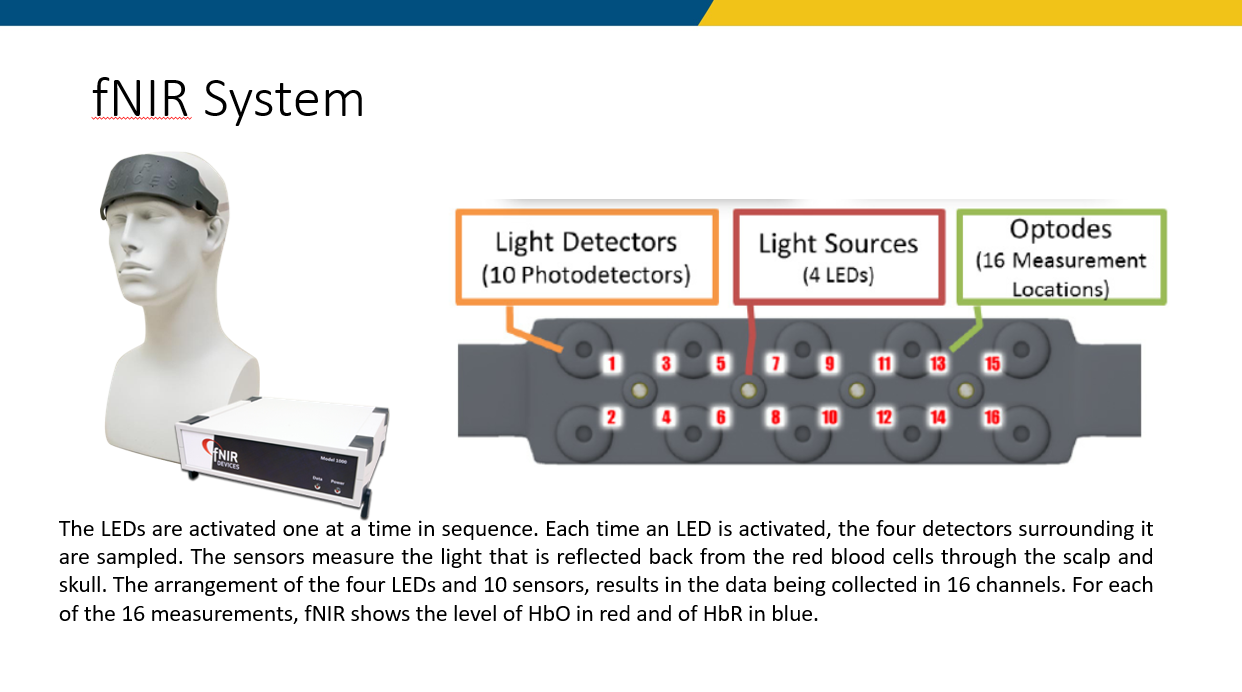 fNIR System
Light Detectors
(10 Photodetectors)
Light Sources
(4 LEDs)
Optodes
(16 Measurement
Locations)
1 3 5 7 9 11 13 15
2 4 6 8 10 12 14 16
fNIR
DEVICES
Model 1000
Data Power
The LEDs are activated one at a time in sequence. Each time an LED is activated, the four detectors surrounding it
are sampled. The sensors measure the light that is reflected back from the red blood cells through the scalp and
skull. The arrangement of the four LEDs and 10 sensors, results in the data being collected in 16 channels. For each
of the 16 measurements, fNIR shows the level of HbO in red and of HbR in blue.